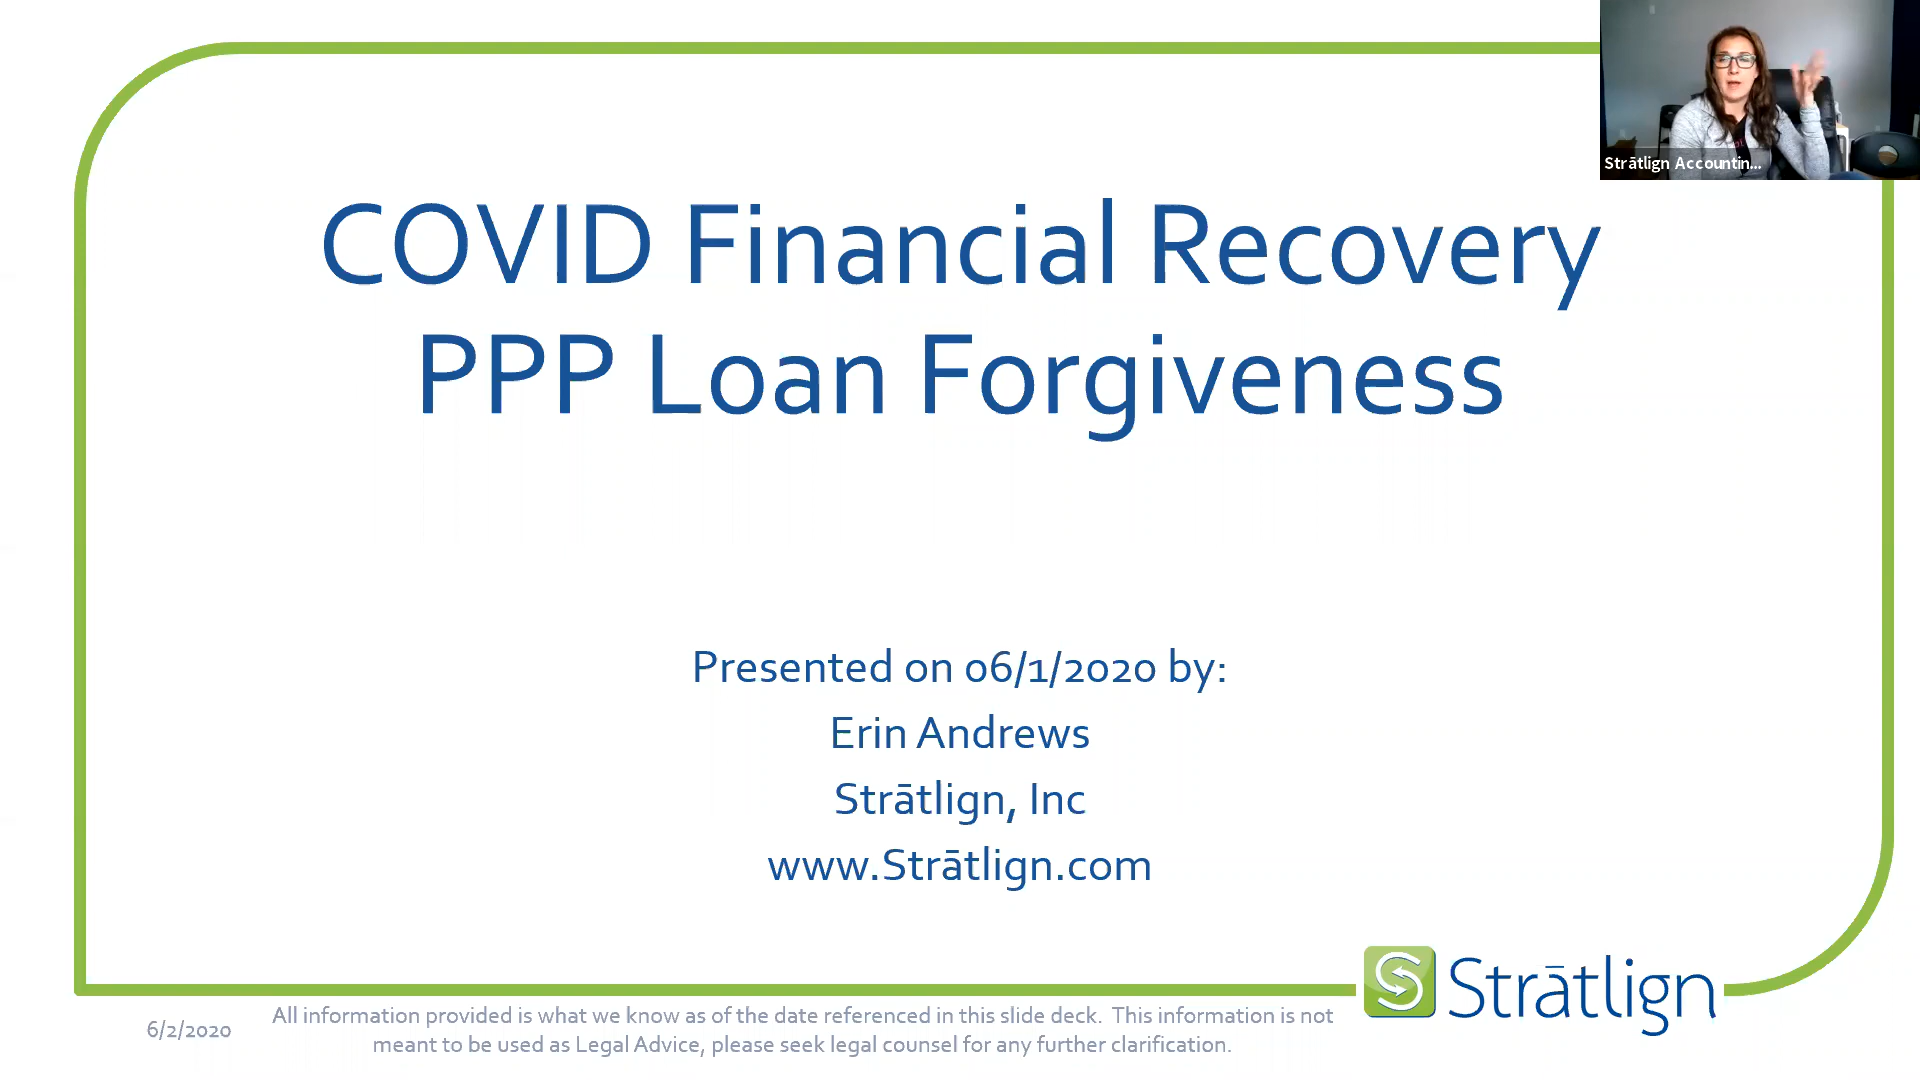 Strātlign Accountin...
COVID Financial Recovery
PPP Loan Forgiveness
Presented on 06/1/2020 by:
Erin Andrews
Strātlign, Inc
www.Strātlign.com
Strātlign
6/2/2020
All information provided is what we know as of the date referenced in this slide deck. This information is not
meant to be used as Legal Advice, please seek legal counsel for any further clarification.